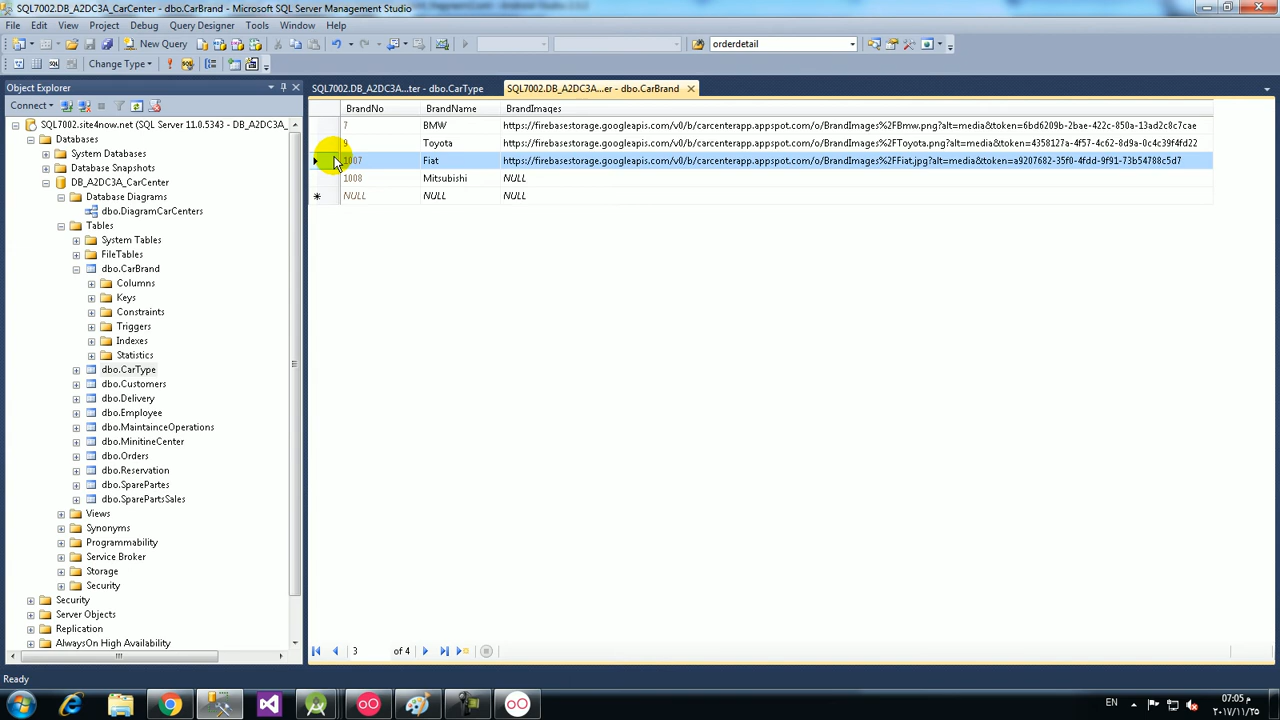 SQL7002.DB_A2DC3A_CarCenter - dbo.CarBrand - Microsoft SQL Server Management Studio
File Edit View Project Debug Query Designer Tools Window Help
New Query orderdetail
Change Type
Object Explorer
SQL7002.DB_A2DC3A...ter - dbo.CarType SQL7002.DB_A2DC3A...er - dbo.CarBrand
Connect
SQL7002.site4now.net (SQL Server 11.0.5343 - DB_A2DC3A_
Databases
System Databases
Database Snapshots
DB_A2DC3A_CarCenter
Database Diagrams
dbo.DiagramCarCenters
Tables
System Tables
FileTables
dbo.CarBrand
Columns
Keys
Constraints
Triggers
Indexes
Statistics
dbo.CarType
dbo.Customers
dbo.Delivery
dbo.Employee
dbo.MaintainceOperations
dbo.MinitineCenter
dbo.Orders
dbo.Reservation
dbo.SparePartes
dbo.SparePartsSales
Views
Synonyms
Programmability
Service Broker
Storage
Security
Security
Server Objects
Replication
AlwaysOn High Availability
BrandNo BrandName BrandImages
7 BMW https://firebasestorage.googleapis.com/v0/b/carcenterapp.appspot.com/o/BrandImages%2FBmw.png?alt=media&token=6bd6209b-2bae-422c-850a-13ad2c8c7cae
9 Toyota https://firebasestorage.googleapis.com/v0/b/carcenterapp.appspot.com/o/BrandImages%2FToyota.png?alt=media&token=4358127a-4f57-4c62-8d9a-0c4c39f4fd22
1007 Fiat https://firebasestorage.googleapis.com/v0/b/carcenterapp.appspot.com/o/BrandImages%2FFiat.jpg?alt=media&token=a9207612-35f0-4fdd-9f91-73b54788c5d7
1008 Mitsubishi NULL
NULL NULL NULL
3 of 4
Ready
EN
07:05 م
٢٠١٧/١١/٢٥